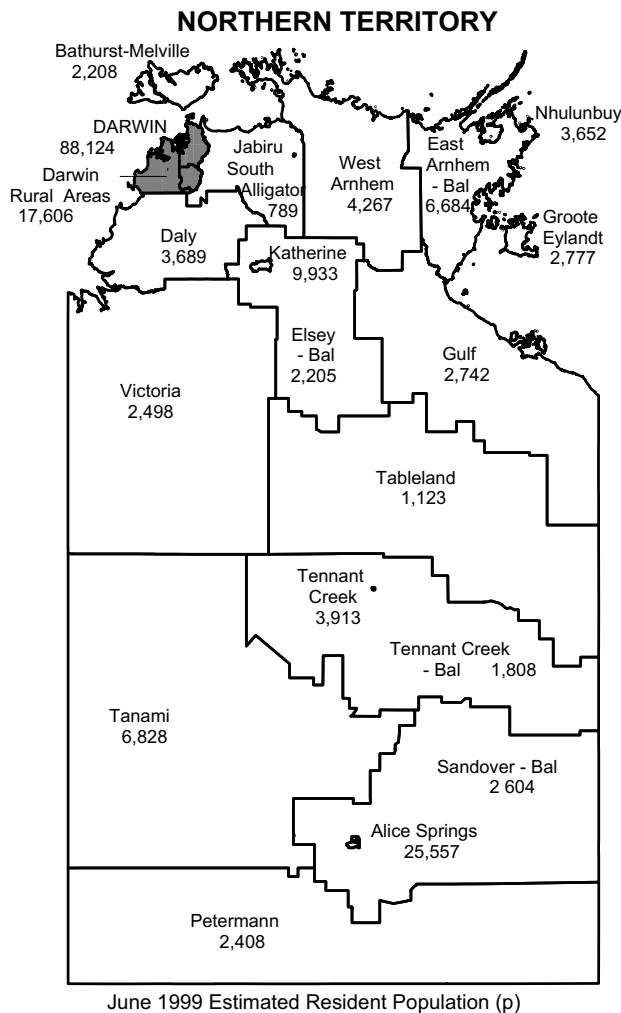 NORTHERN TERRITORY
Bathurst-Melville
2,208
DARWIN
88,124
Darwin
Rural Areas
17,606
Jabiru
South
Alligator
789
West
Arnhem
4,267
East
Arnhem
- Bal
6,684
Nhulunbuy
3,652
Groote
Eylandt
2,777
Daly
3,689
Katherine
9,933
Elsey
- Bal
2,205
Gulf
2,742
Victoria
2,498
Tableland
1,123
Tennant
Creek
3,913
Tennant Creek
- Bal 1,808
Tanami
6,828
Sandover - Bal
2 604
Alice Springs
25,557
Petermann
2,408
June 1999 Estimated Resident Population (p)